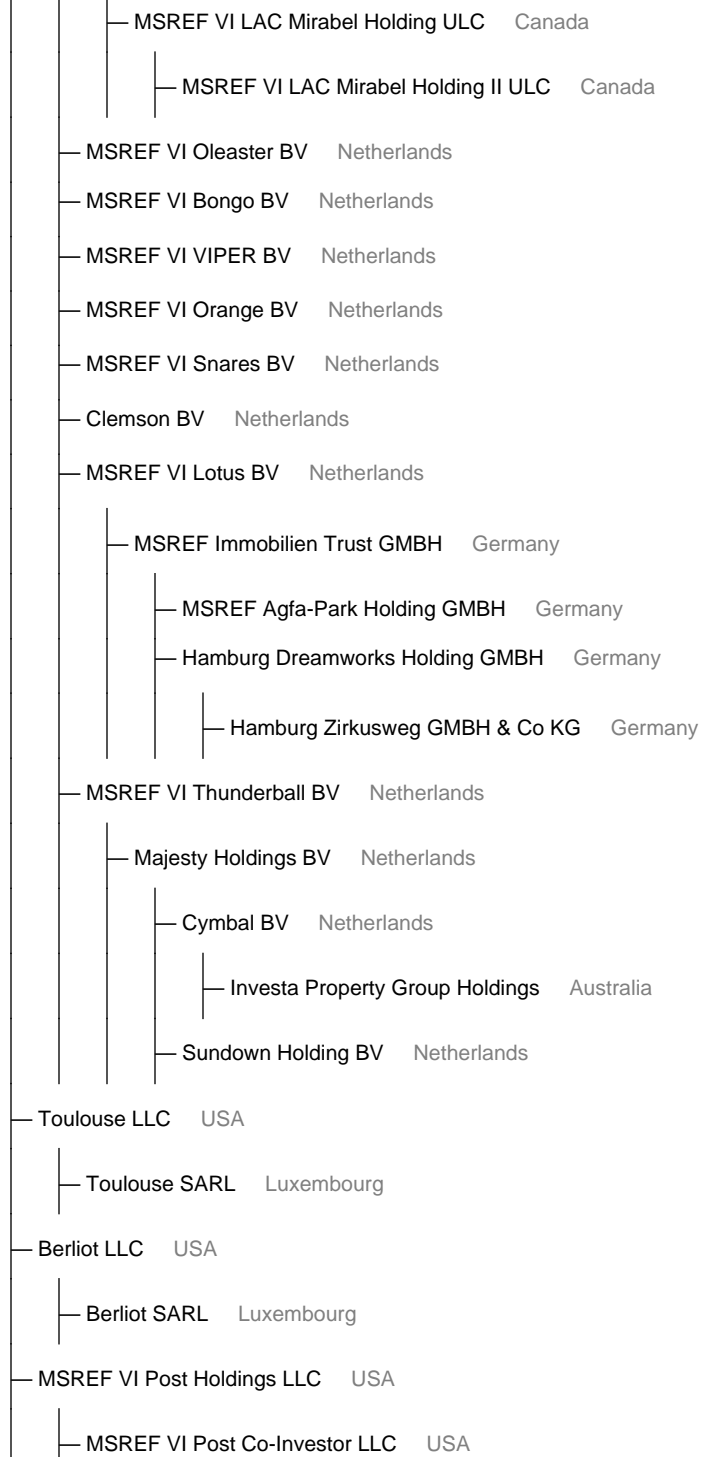 MSREF VI LAC Mirabel Holding ULC Canada
MSREF VI LAC Mirabel Holding II ULC Canada
MSREF VI Oleaster BV Netherlands
MSREF VI Bongo BV Netherlands
MSREF VI VIPER BV Netherlands
MSREF VI Orange BV Netherlands
MSREF VI Snares BV Netherlands
Clemson BV Netherlands
MSREF VI Lotus BV Netherlands
MSREF Immobilien Trust GMBH Germany
MSREF Agfa-Park Holding GMBH Germany
Hamburg Dreamworks Holding GMBH Germany
Hamburg Zirkusweg GMBH & Co KG Germany
MSREF VI Thunderball BV Netherlands
Majesty Holdings BV Netherlands
Cymbal BV Netherlands
Investa Property Group Holdings Australia
Sundown Holding BV Netherlands
Toulouse LLC USA
Toulouse SARL Luxembourg
Berliot LLC USA
Berliot SARL Luxembourg
MSREF VI Post Holdings LLC USA
MSREF VI Post Co-Investor LLC USA